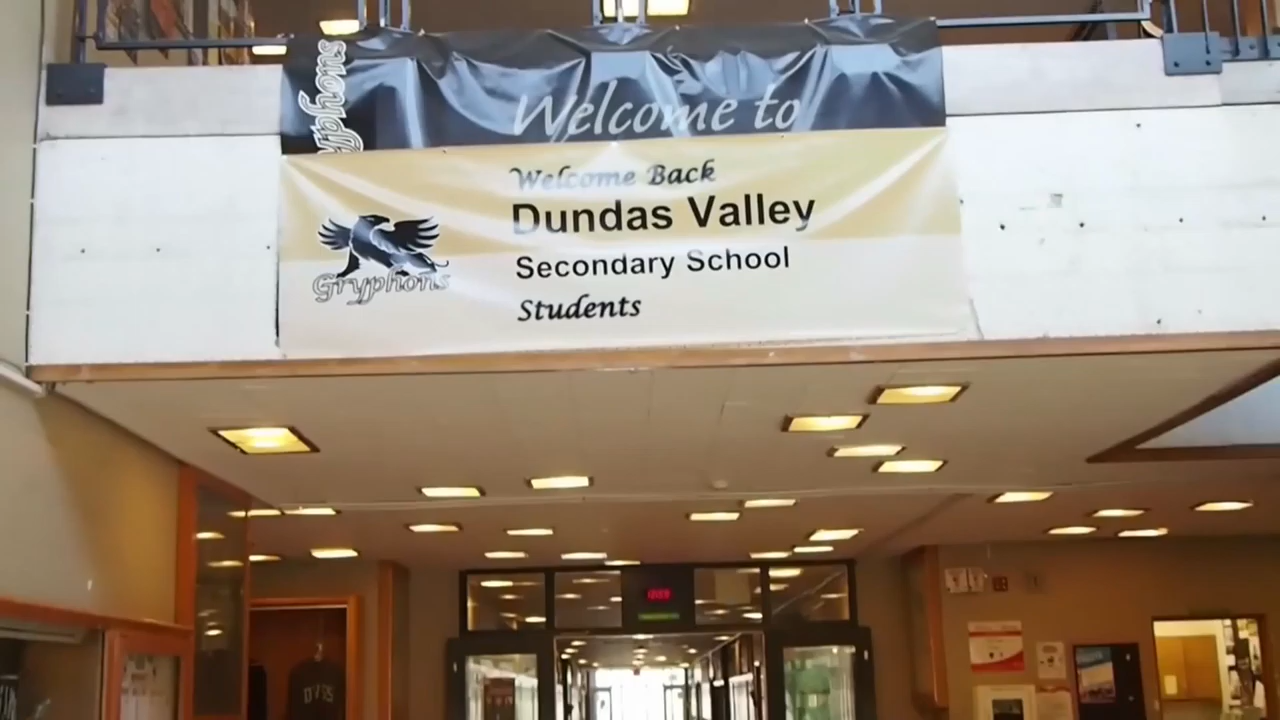 Gryphons
Welcome to
Welcome Back
Dundas Valley
Secondary School
Students
Gryphons
DVSS